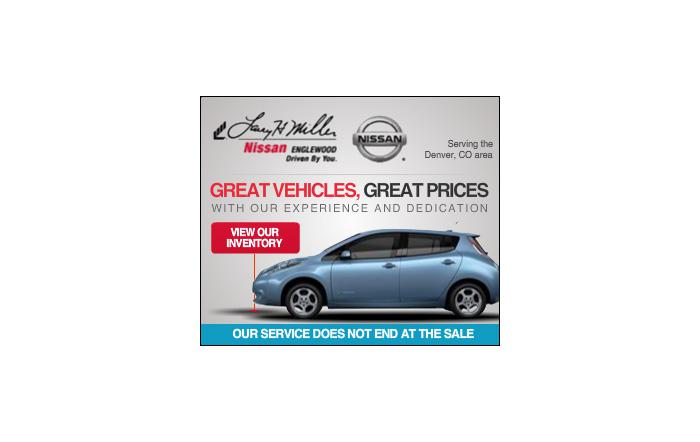 Larry H. Miller
Nissan ENGLEWOOD
Driven By You.
NISSAN
Serving the
Denver, CO area
GREAT VEHICLES, GREAT PRICES
WITH OUR EXPERIENCE AND DEDICATION
VIEW OUR
INVENTORY
OUR SERVICE DOES NOT END AT THE SALE